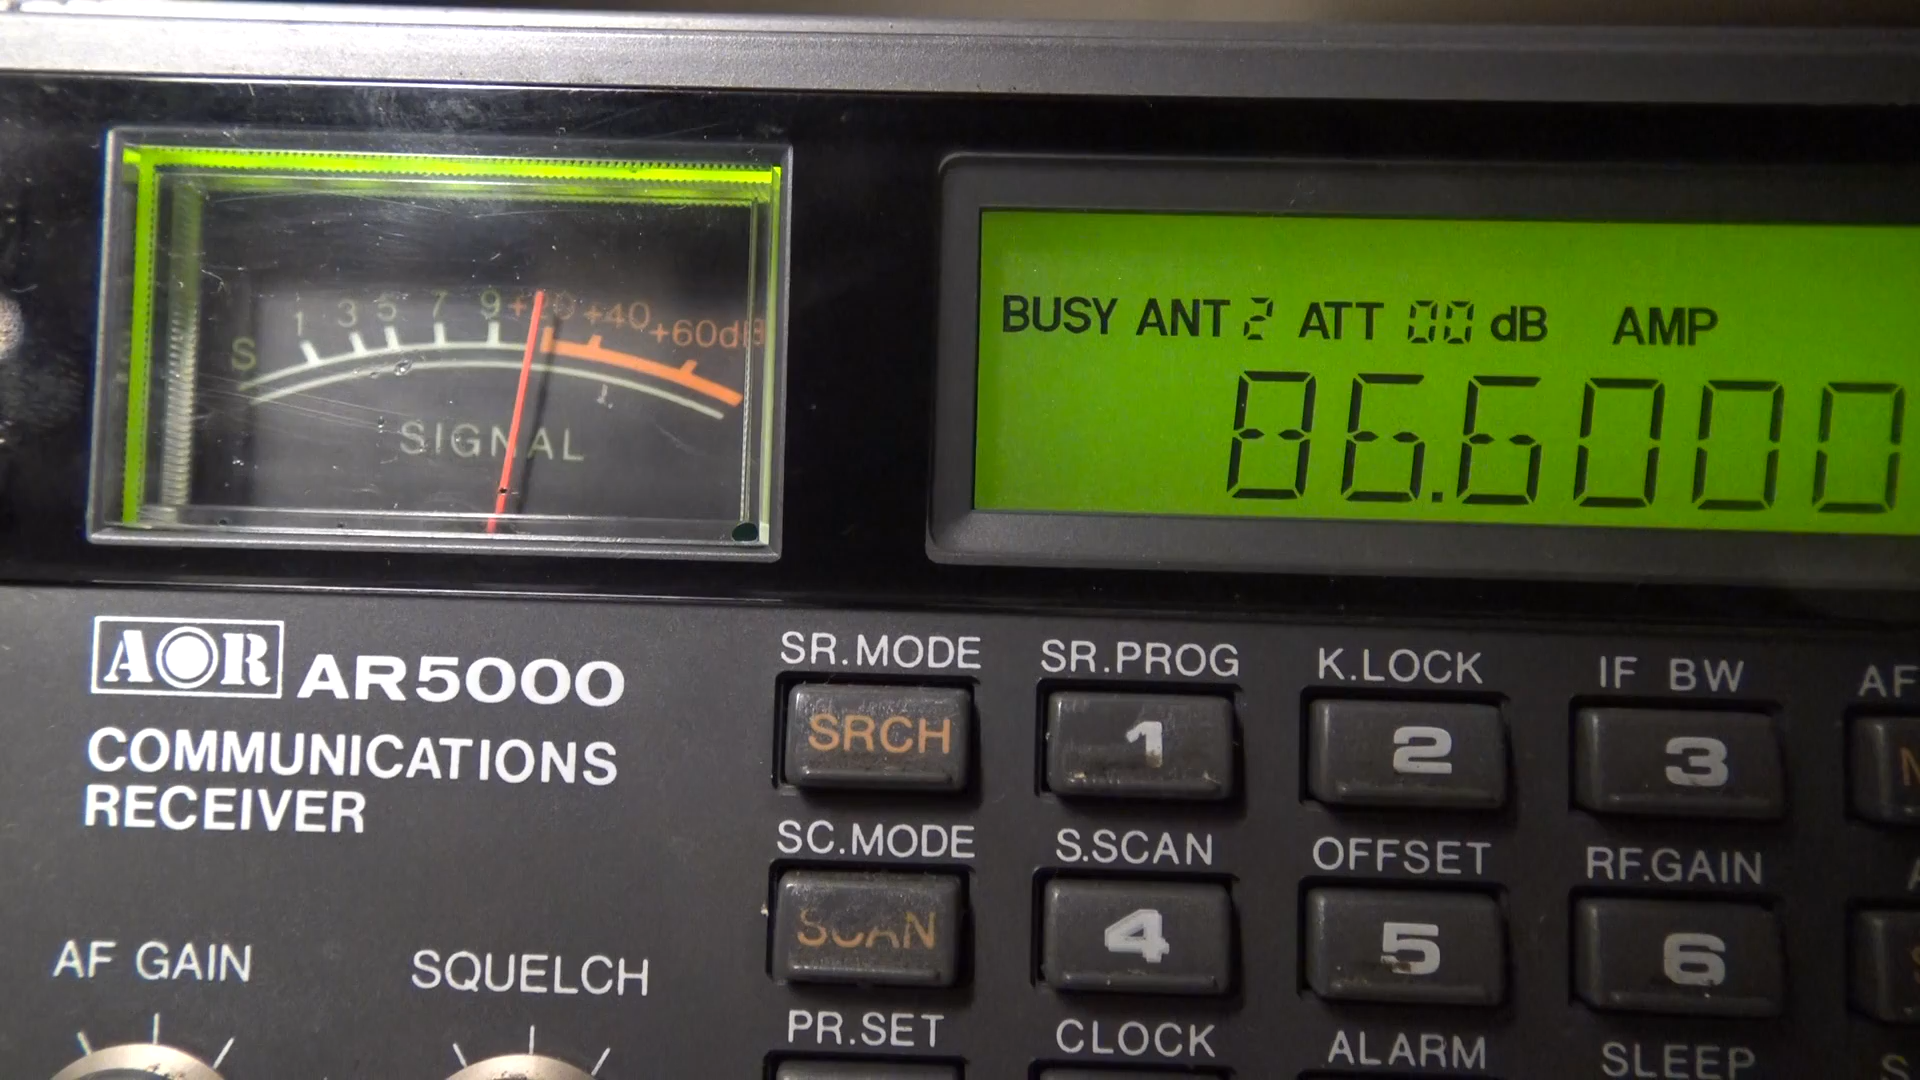 S 1 3 5 7 9 +20 +40 +60dB
SIGNAL
BUSY ANT 2 ATT 00 dB AMP
86.6000
AOR AR5000
COMMUNICATIONS
RECEIVER
SR.MODE SR.PROG K.LOCK IF BW AF
SRCH 1 2 3
SC.MODE S.SCAN OFFSET RF.GAIN
SCAN 4 5 6
AF GAIN SQUELCH
PR.SET CLOCK ALARM SLEEP